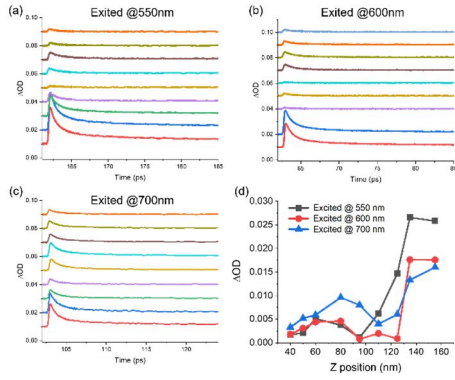 (a) Exited @550nm
0.10
0.08
0.06
0.04
0.02
0.00
ΔOD
165 170 175 180 185
Time (ps)
(b) Exited @600nm
0.10
0.08
0.06
0.04
0.02
0.00
ΔOD
65 70 75 80 85
Time (ps)
(c) Exited @700nm
0.10
0.08
0.06
0.04
0.02
0.00
ΔOD
105 110 115 120
Time (ps)
(d)
Excited @ 550 nm
Excited @ 600 nm
Excited @ 700 nm
0.030
0.025
0.020
0.015
0.010
0.005
0.000
ΔOD
40 60 80 100 120 140 160
Z position (nm)